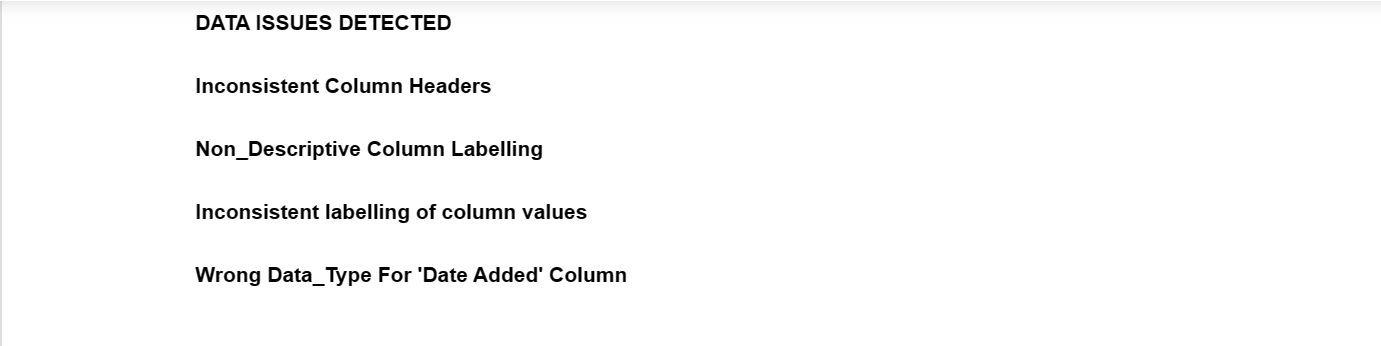 DATA ISSUES DETECTED
Inconsistent Column Headers
Non_Descriptive Column Labelling
Inconsistent labelling of column values
Wrong Data_Type For 'Date Added' Column